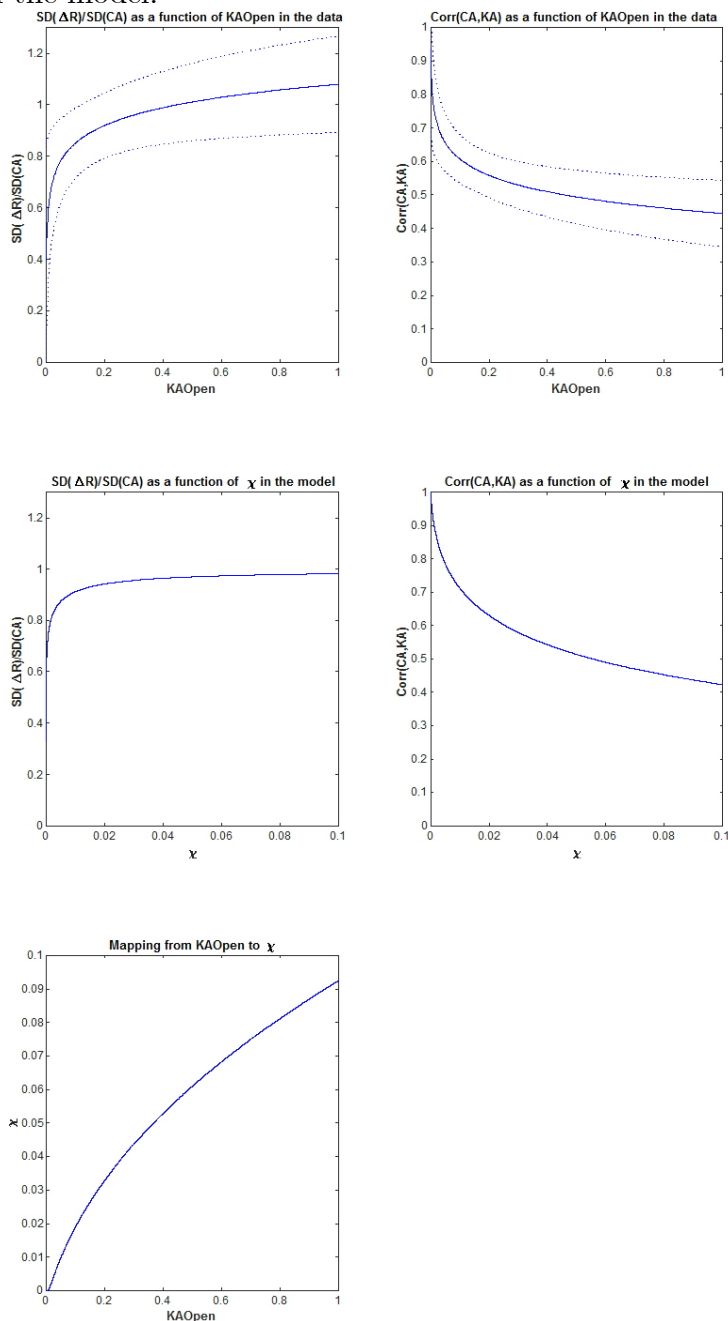 the model.
SD(ΔR)/SD(CA) as a function of KAOpen in the data
SD(ΔR)/SD(CA)
1.2
1
0.8
0.6
0.4
0.2
0
0 0.2 0.4 0.6 0.8 1
KAOpen
Corr(CA,KA) as a function of KAOpen in the data
Corr(CA,KA)
1
0.9
0.8
0.7
0.6
0.5
0.4
0.3
0.2
0.1
0
0 0.2 0.4 0.6 0.8 1
KAOpen
SD(ΔR)/SD(CA) as a function of χ in the model
SD(ΔR)/SD(CA)
1.2
1
0.8
0.6
0.4
0.2
0
0 0.02 0.04 0.06 0.08 0.1
χ
Corr(CA,KA) as a function of χ in the model
Corr(CA,KA)
1
0.9
0.8
0.7
0.6
0.5
0.4
0.3
0.2
0.1
0
0 0.02 0.04 0.06 0.08 0.1
χ
Mapping from KAOpen to χ
χ
0.1
0.09
0.08
0.07
0.06
0.05
0.04
0.03
0.02
0.01
0
0 0.2 0.4 0.6 0.8 1
KAOpen